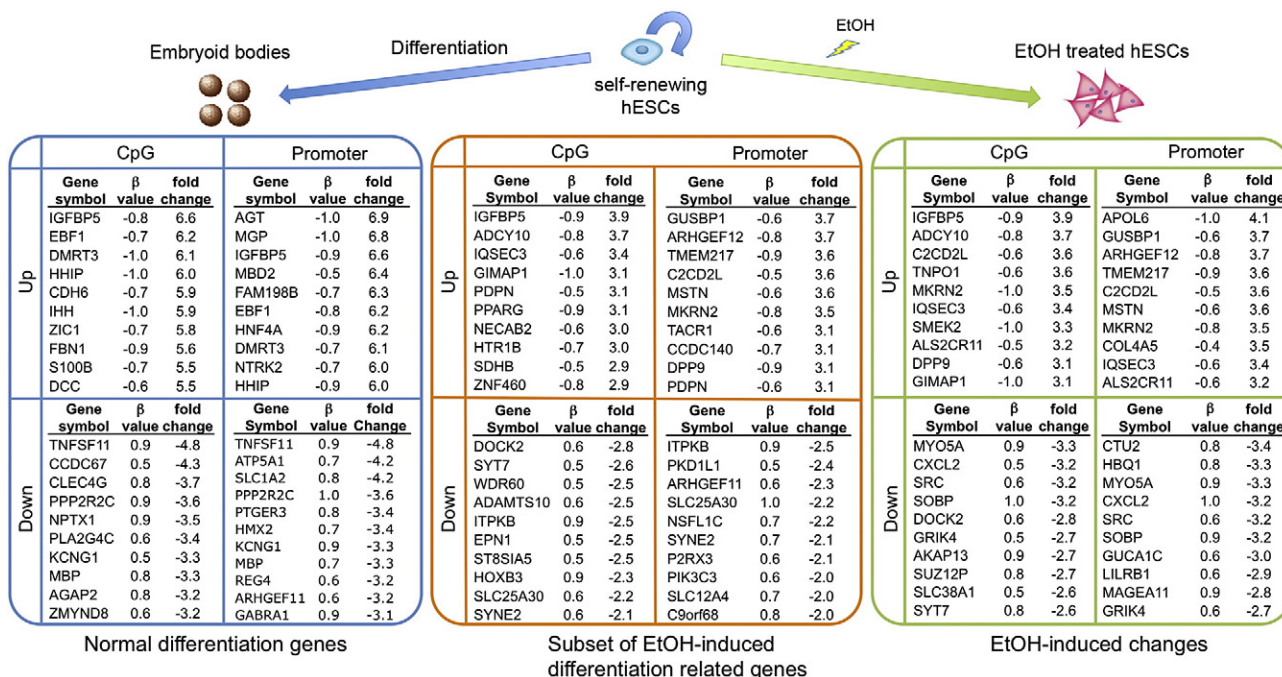 EtOH
Embryoid bodies
Differentiation
EtOH treated hESCs
self-renewing
hESCs
CpG Promoter
Up
Gene symbol β value fold change Gene symbol β value fold change
IGFBP5 -0.8 6.6 AGT -1.0 6.9
EBF1 -0.7 6.2 MGP -1.0 6.8
DMRT3 -1.0 6.1 IGFBP5 -0.9 6.6
HHIP -1.0 6.0 MBD2 -0.5 6.4
CDH6 -0.7 5.9 FAM198B -0.7 6.3
IHH -1.0 5.9 EBF1 -0.8 6.2
ZIC1 -0.7 5.8 HNF4A -0.9 6.2
FBN1 -0.9 5.6 DMRT3 -0.7 6.1
S100B -0.7 5.5 NTRK2 -0.7 6.0
DCC -0.6 5.5 HHIP -0.9 6.0
Down
Gene symbol β value fold change Gene symbol β value fold change
TNFSF11 0.9 -4.8 TNFSF11 0.9 -4.8
CCDC67 0.5 -4.3 ATP5A1 0.7 -4.2
CLEC4G 0.8 -3.7 SLC1A2 0.8 -4.2
PPP2R2C 0.9 -3.6 PPP2R2C 1.0 -3.6
NPTX1 0.9 -3.5 PTGER3 0.8 -3.4
PLA2G4C 0.6 -3.4 HMX2 0.7 -3.4
KCNG1 0.5 -3.3 KCNG1 0.9 -3.3
MBP 0.8 -3.3 MBP 0.7 -3.3
AGAP2 0.8 -3.2 REG4 0.6 -3.2
ZMYND8 0.6 -3.2 ARHGEF11 0.6 -3.2
GABRA1 0.9 -3.1
Normal differentiation genes
CpG Promoter
Up
Gene Symbol β value fold change Gene Symbol β value fold change
IGFBP5 -0.9 3.9 GUSBP1 -0.6 3.7
ADCY10 -0.8 3.7 ARHGEF12 -0.8 3.7
IQSEC3 -0.6 3.4 TMEM217 -0.9 3.6
GIMAP1 -1.0 3.1 C2CD2L -0.5 3.6
PDPN -0.5 3.1 MSTN -0.6 3.6
PPARG -0.9 3.1 MKRN2 -0.8 3.5
NECAB2 -0.6 3.0 TACR1 -0.6 3.1
HTR1B -0.7 3.0 CCDC140 -0.7 3.1
SDHB -0.5 2.9 DPP9 -0.9 3.1
ZNF460 -0.8 2.9 PDPN -0.6 3.1
Down
Gene symbol β value fold change Gene symbol β value fold change
DOCK2 0.6 -2.8 ITPKB 0.9 -2.5
SYT7 0.5 -2.6 PKD1L1 0.5 -2.4
WDR60 0.5 -2.5 ARHGEF11 0.6 -2.3
ADAMTS10 0.6 -2.5 SLC25A30 1.0 -2.2
ITPKB 0.9 -2.5 NSFL1C 0.7 -2.2
EPN1 0.5 -2.5 SYNE2 0.7 -2.1
ST8SIA5 0.5 -2.5 P2RX3 0.6 -2.1
HOXB3 0.9 -2.3 PIK3C3 0.6 -2.0
SLC25A30 0.6 -2.2 SLC12A4 0.7 -2.0
SYNE2 0.6 -2.1 C9orf68 0.8 -2.0
Subset of EtOH-induced
differentiation related genes
CpG Promoter
Up
Gene Symbol β value fold change Gene Symbol β value fold change
IGFBP5 -0.9 3.9 APOL6 -1.0 4.1
ADCY10 -0.8 3.7 GUSBP1 -0.6 3.7
C2CD2L -0.6 3.6 ARHGEF12 -0.8 3.7
TNPO1 -0.6 3.6 TMEM217 -0.9 3.6
MKRN2 -1.0 3.5 C2CD2L -0.5 3.6
IQSEC3 -0.6 3.4 MSTN -0.6 3.6
SMEK2 -1.0 3.3 MKRN2 -0.8 3.5
ALS2CR11 -0.5 3.2 COL4A5 -0.4 3.5
DPP9 -0.6 3.1 IQSEC3 -0.6 3.4
GIMAP1 -1.0 3.1 ALS2CR11 -0.6 3.2
Down
Gene symbol β value fold change Gene symbol β value fold change
MYO5A 0.9 -3.3 CTU2 0.8 -3.4
CXCL2 0.5 -3.2 HBQ1 0.8 -3.3
SRC 0.6 -3.2 MYO5A 0.9 -3.3
SOBP 1.0 -3.2 CXCL2 1.0 -3.2
DOCK2 0.6 -2.8 SRC 0.6 -3.2
GRIK4 0.5 -2.7 SOBP 0.9 -3.2
AKAP13 0.9 -2.7 GUCA1C 0.6 -3.0
SUZ12P 0.8 -2.7 LILRB1 0.6 -2.9
SLC38A1 0.5 -2.6 MAGEA11 0.9 -2.8
SYT7 0.8 -2.6 GRIK4 0.6 -2.7
EtOH-induced changes